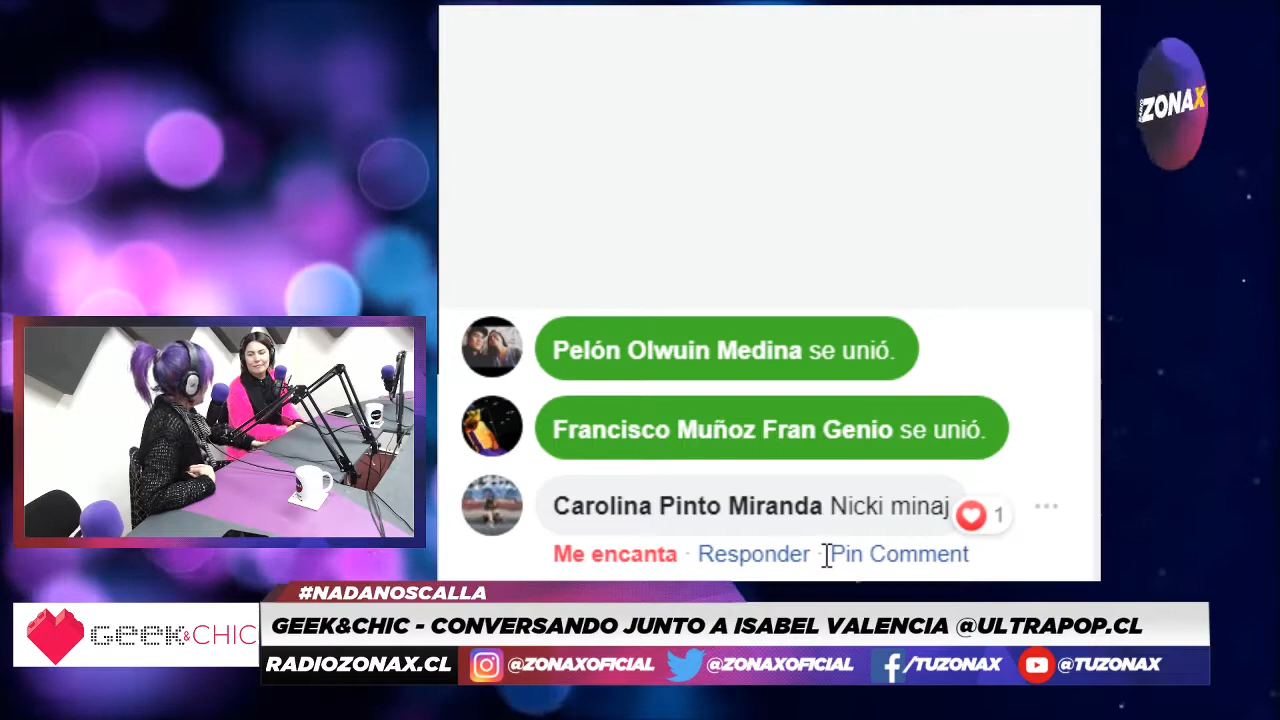 ZONAX
Pelón Olwuin Medina se unió.
Francisco Muñoz Fran Genio se unió.
Carolina Pinto Miranda Nicki minaj
1
Me encanta · Responder · Pin Comment
#NADANOSCALLA
GEEK&CHIC
GEEK&CHIC - CONVERSANDO JUNTO A ISABEL VALENCIA @ULTRAPOP.CL
RADIOZONAX.CL @ZONAXOFICIAL @ZONAXOFICIAL /TUZONAX @TUZONAX